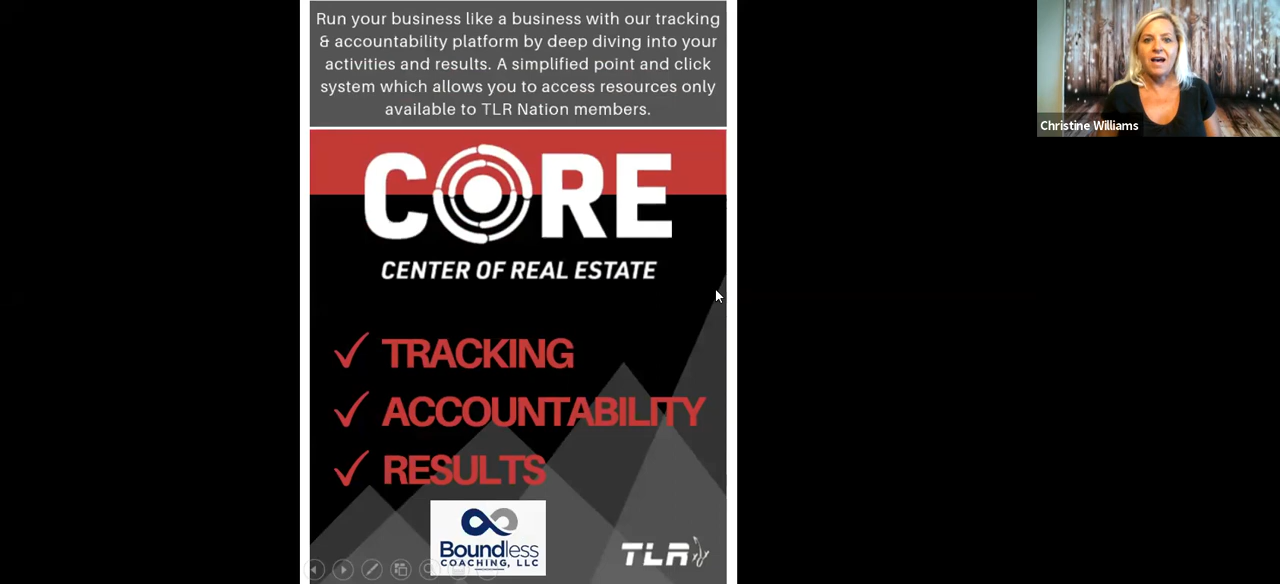 Run your business like a business with our tracking
& accountability platform by deep diving into your
activities and results. A simplified point and click
system which allows you to access resources only
available to TLR Nation members.
Christine Williams
CORE
CENTER OF REAL ESTATE
✓ TRACKING
✓ ACCOUNTABILITY
✓ RESULTS
Boundless
COACHING, LLC
TLR